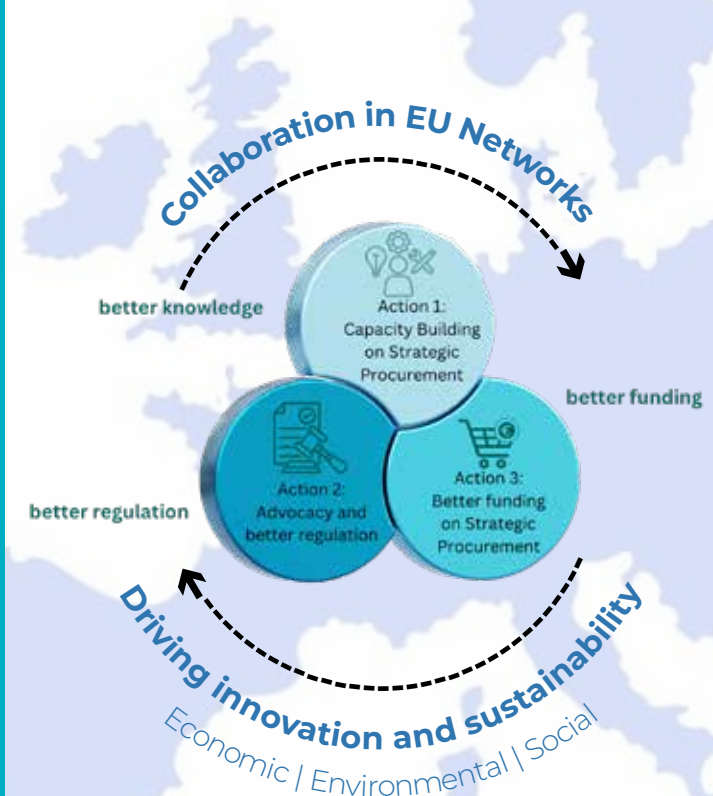 Collaboration in EU Networks
better knowledge
Action 1:
Capacity Building
on Strategic
Procurement
better funding
better regulation
Action 2:
Advocacy and
better regulation
Action 3:
Better funding
on Strategic
Procurement
Driving innovation and sustainability
Economic | Environmental | Social